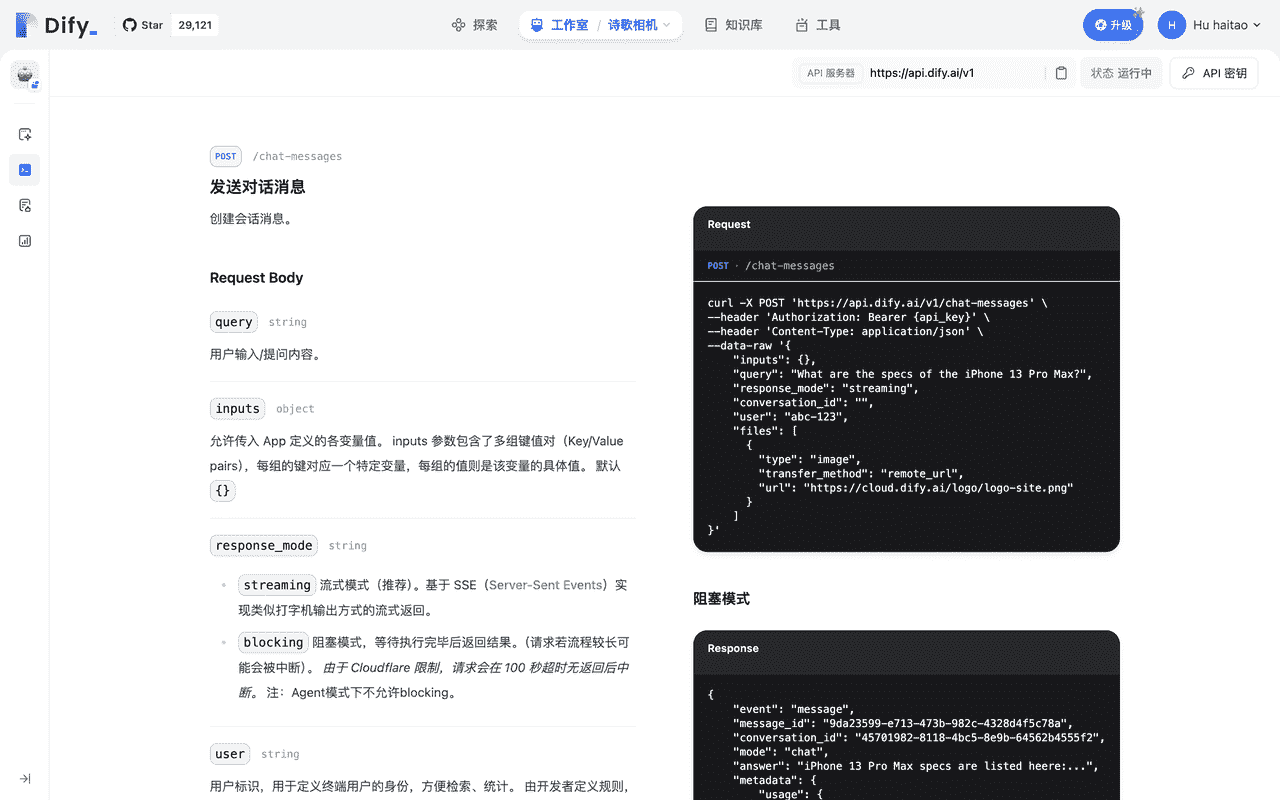 Dify_
Star 29,121
探索
工作室 / 诗歌相机
知识库
工具
升级
H Hu haitao
API 服务器 https://api.dify.ai/v1
状态 运行中
API 密钥
POST /chat-messages
发送对话消息
创建会话消息。
Request Body
query string
用户输入/提问内容。
inputs object
允许传入 App 定义的各变量值。 inputs 参数包含了多组键值对（Key/Value
pairs），每组的键对应一个特定变量，每组的值则是该变量的具体值。 默认
{}
response_mode string
streaming 流式模式（推荐）。基于 SSE（Server-Sent Events）实
现类似打字机输出方式的流式返回。
blocking 阻塞模式，等待执行完毕后返回结果。（请求若流程较长可
能会被中断）。 由于 Cloudflare 限制，请求会在 100 秒超时无返回后中
断。 注：Agent模式下不允许blocking。
user string
用户标识，用于定义终端用户的身份，方便检索、统计。 由开发者定义规则，
Request
POST · /chat-messages
curl -X POST 'https://api.dify.ai/v1/chat-messages' \
--header 'Authorization: Bearer {api_key}' \
--header 'Content-Type: application/json' \
--data-raw '{
"inputs": {},
"query": "What are the specs of the iPhone 13 Pro Max?",
"response_mode": "streaming",
"conversation_id": "",
"user": "abc-123",
"files": [
{
"type": "image",
"transfer_method": "remote_url",
"url": "https://cloud.dify.ai/logo/logo-site.png"
}
]
}'
阻塞模式
Response
{
"event": "message",
"message_id": "9da23599-e713-473b-982c-4328d4f5c78a",
"conversation_id": "45701982-8118-4bc5-8e9b-64562b4555f2",
"mode": "chat",
"answer": "iPhone 13 Pro Max specs are listed heere:...",
"metadata": {
"usage": {